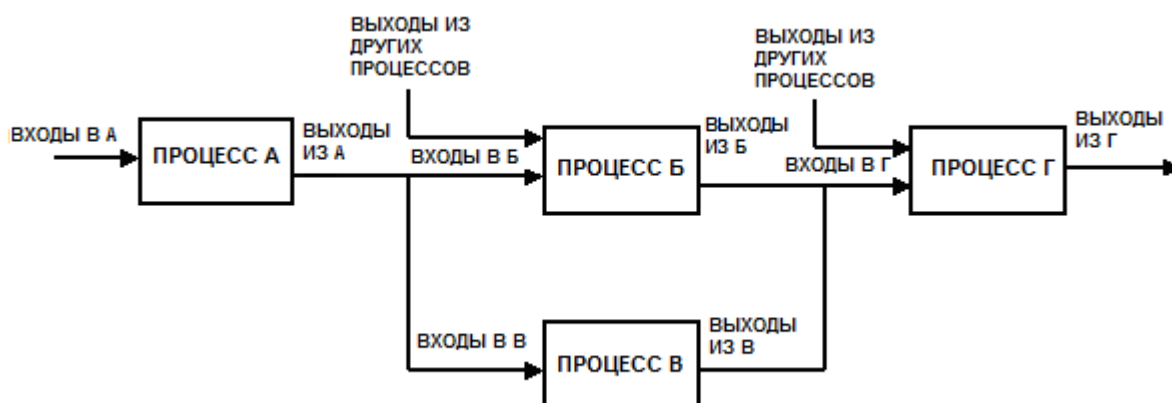 ВЫХОДЫ ИЗ
ДРУГИХ
ПРОЦЕССОВ
ВЫХОДЫ ИЗ
ДРУГИХ
ПРОЦЕССОВ
ВХОДЫ В А
ПРОЦЕСС А
ВЫХОДЫ
ИЗ А
ВХОДЫ В Б
ПРОЦЕСС Б
ВЫХОДЫ
ИЗ Б
ВХОДЫ В Г
ПРОЦЕСС Г
ВЫХОДЫ
ИЗ Г
ВХОДЫ В В
ПРОЦЕСС В
ВЫХОДЫ
ИЗ В